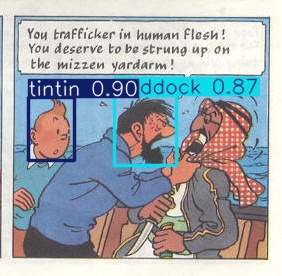 You trafficker in human flesh!
You deserve to be strung up on
the mizzen yardarm!
tintin 0.90
ddock 0.87